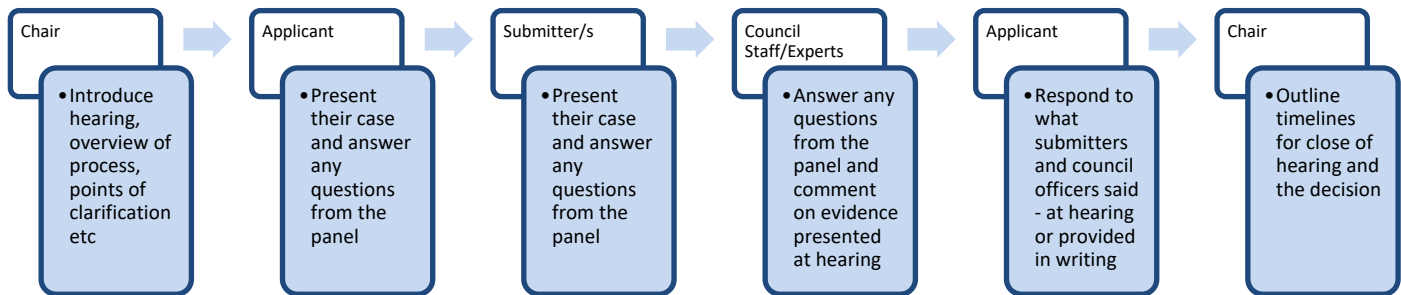 Chair
•Introduce
hearing,
overview of
process,
points of
clarification
etc
Applicant
•Present
their case
and answer
any
questions
from the
panel
Submitter/s
•Present
their case
and answer
any
questions
from the
panel
Council
Staff/Experts
•Answer any
questions
from the
panel and
comment
on evidence
presented
at hearing
Applicant
•Respond to
what
submitters
and council
officers said
- at hearing
or provided
in writing
Chair
•Outline
timelines
for close of
hearing and
the decision